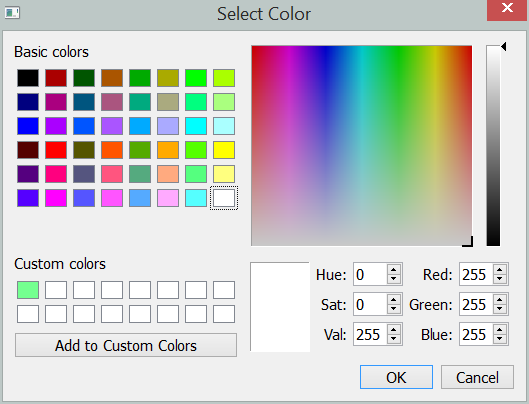 Select Color
Basic colors
Custom colors
Add to Custom Colors
Hue: 0 Red: 255
Sat: 0 Green: 255
Val: 255 Blue: 255
OK Cancel